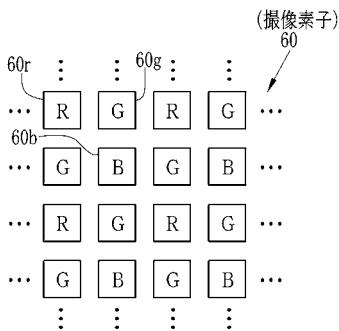 (撮像素子)
60
60r
60g
R G R G
60b
G B G B
R G R G
G B G B